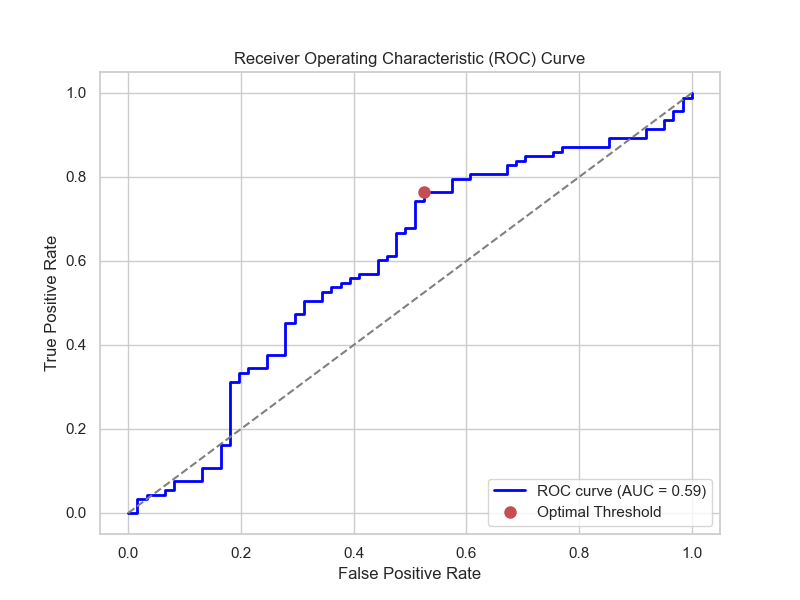 Receiver Operating Characteristic (ROC) Curve
True Positive Rate
1.0
0.8
0.6
0.4
0.2
0.0
ROC curve (AUC = 0.59)
Optimal Threshold
0.0 0.2 0.4 0.6 0.8 1.0
False Positive Rate